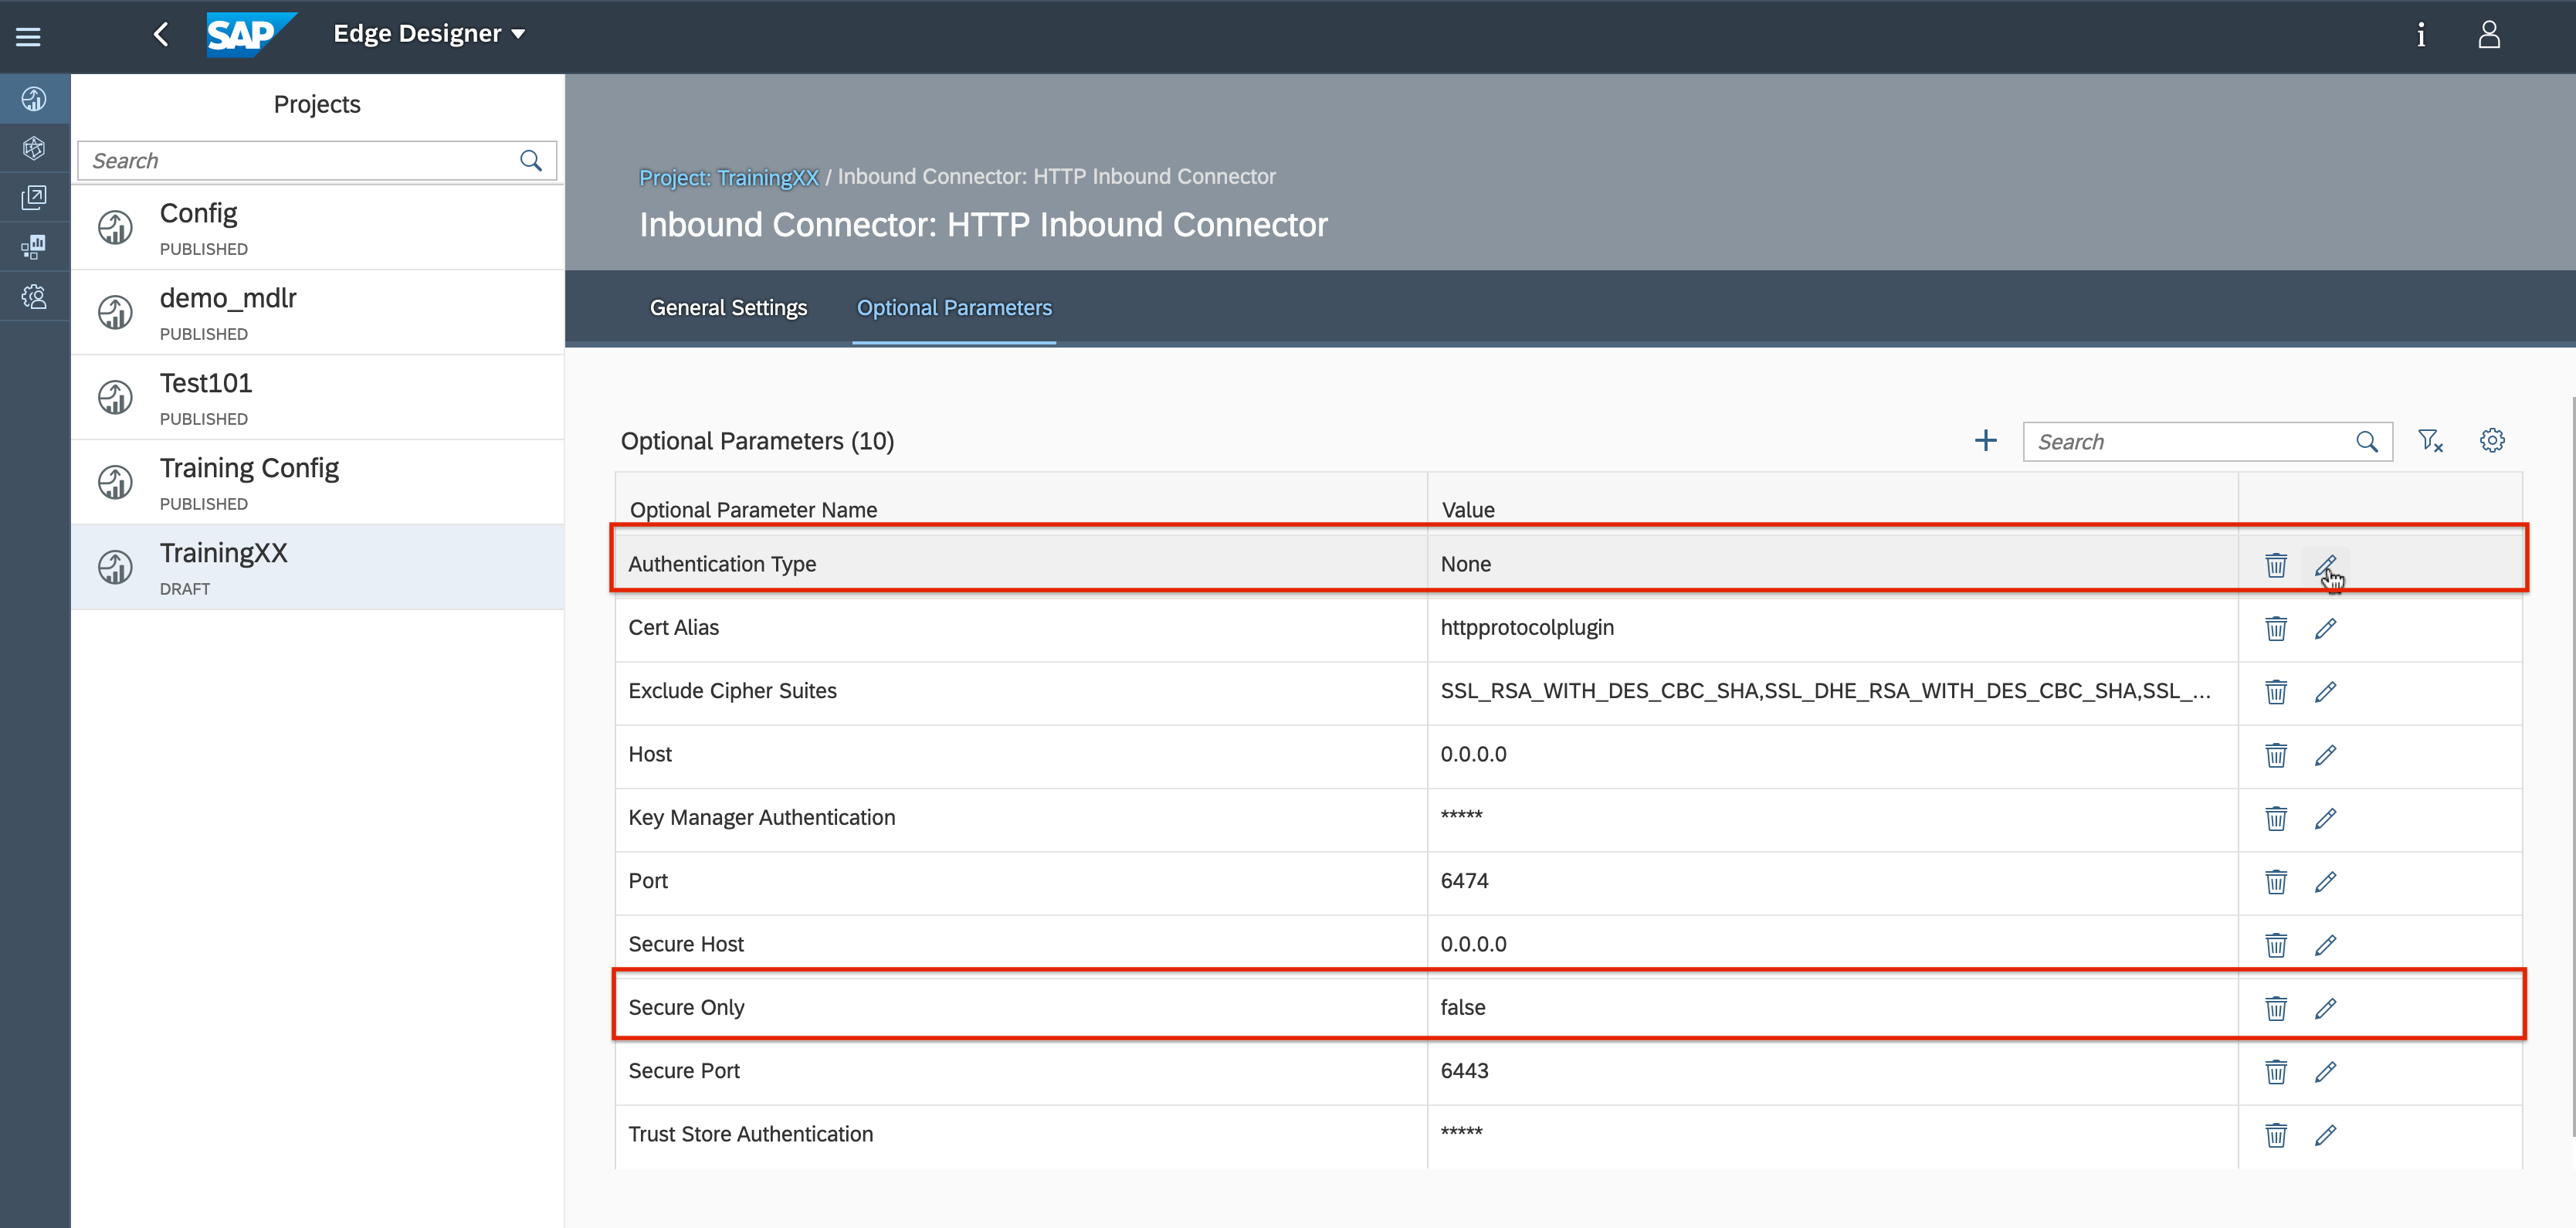 SAP Edge Designer
Projects
Search
Config
PUBLISHED
demo_mdlr
PUBLISHED
Test101
PUBLISHED
Training Config
PUBLISHED
TrainingXX
DRAFT
Project: TrainingXX / Inbound Connector: HTTP Inbound Connector
Inbound Connector: HTTP Inbound Connector
General Settings Optional Parameters
Optional Parameters (10) Search
Optional Parameter Name Value
Authentication Type None
Cert Alias httpprotocolplugin
Exclude Cipher Suites SSL_RSA_WITH_DES_CBC_SHA,SSL_DHE_RSA_WITH_DES_CBC_SHA,SSL_...
Host 0.0.0.0
Key Manager Authentication *****
Port 6474
Secure Host 0.0.0.0
Secure Only false
Secure Port 6443
Trust Store Authentication *****